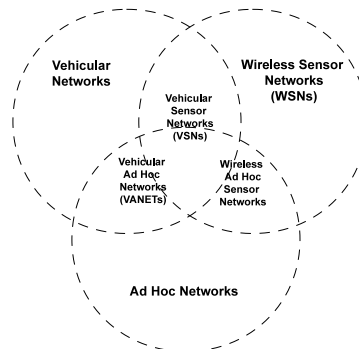 Vehicular
Networks
Wireless Sensor
Networks
(WSNs)
Vehicular
Sensor
Networks
(VSNs)
Vehicular
Ad Hoc
Networks
(VANETs)
Wireless
Ad Hoc
Sensor
Networks
Ad Hoc Networks